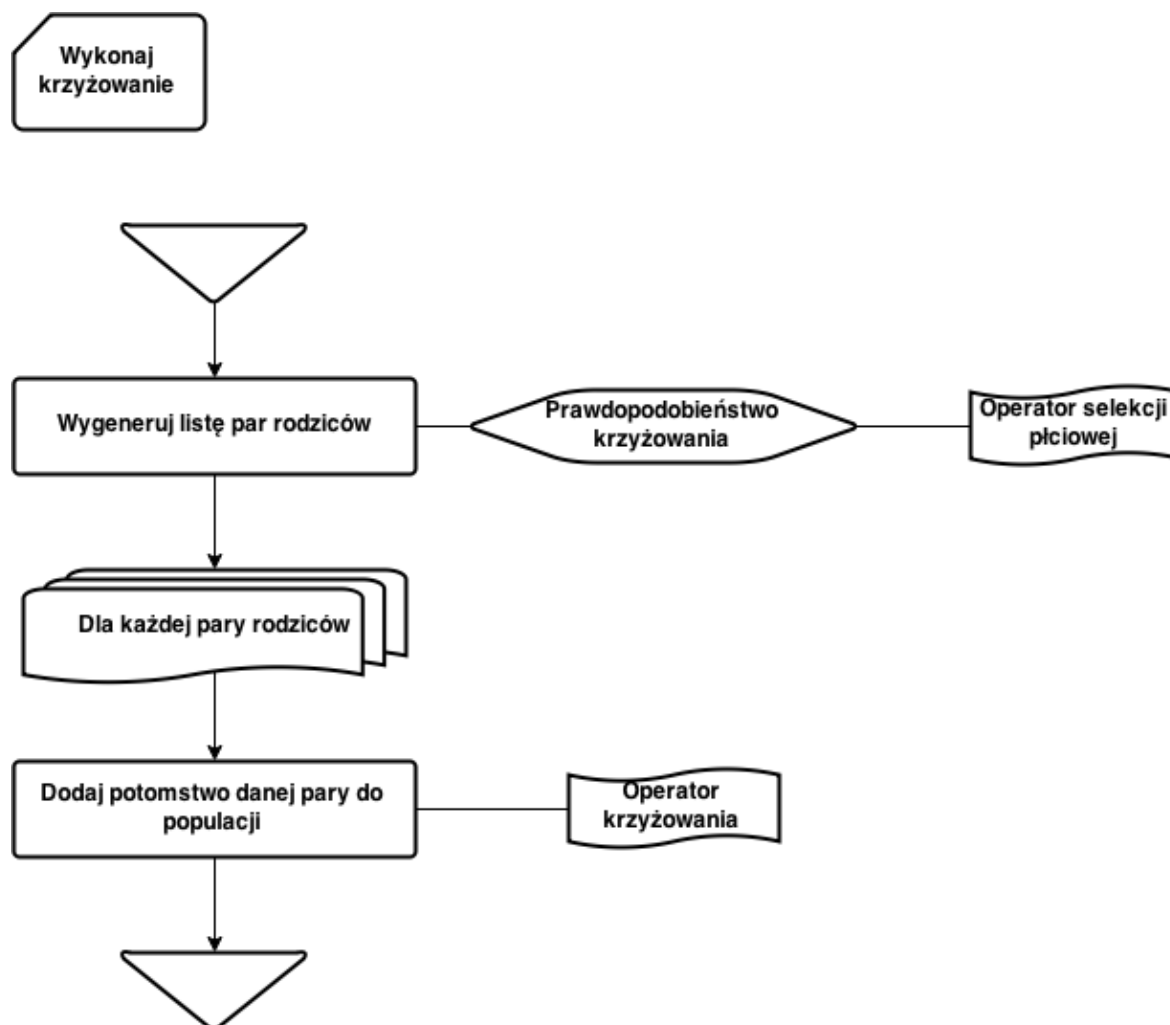 Wykonaj
krzyżowanie
Wygeneruj listę par rodziców
Prawdopodobieństwo
krzyżowania
Operator selekcji
płciowej
Dla każdej pary rodziców
Dodaj potomstwo danej pary do
populacji
Operator
krzyżowania